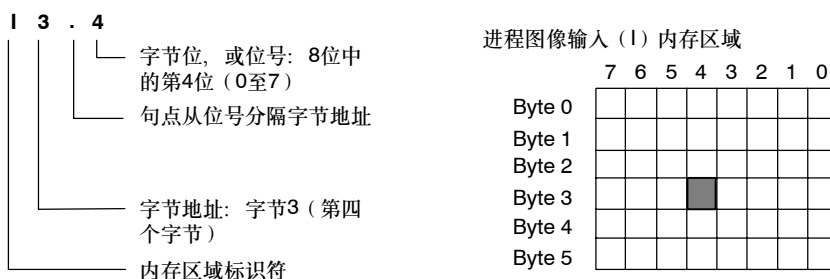 I 3 . 4
字节位，或位号：8位中
的第4位（0至7）
句点从位号分隔字节地址
字节地址：字节3（第四
个字节）
内存区域标识符
进程图像输入（I）内存区域
7 6 5 4 3 2 1 0
Byte 0
Byte 1
Byte 2
Byte 3
Byte 4
Byte 5